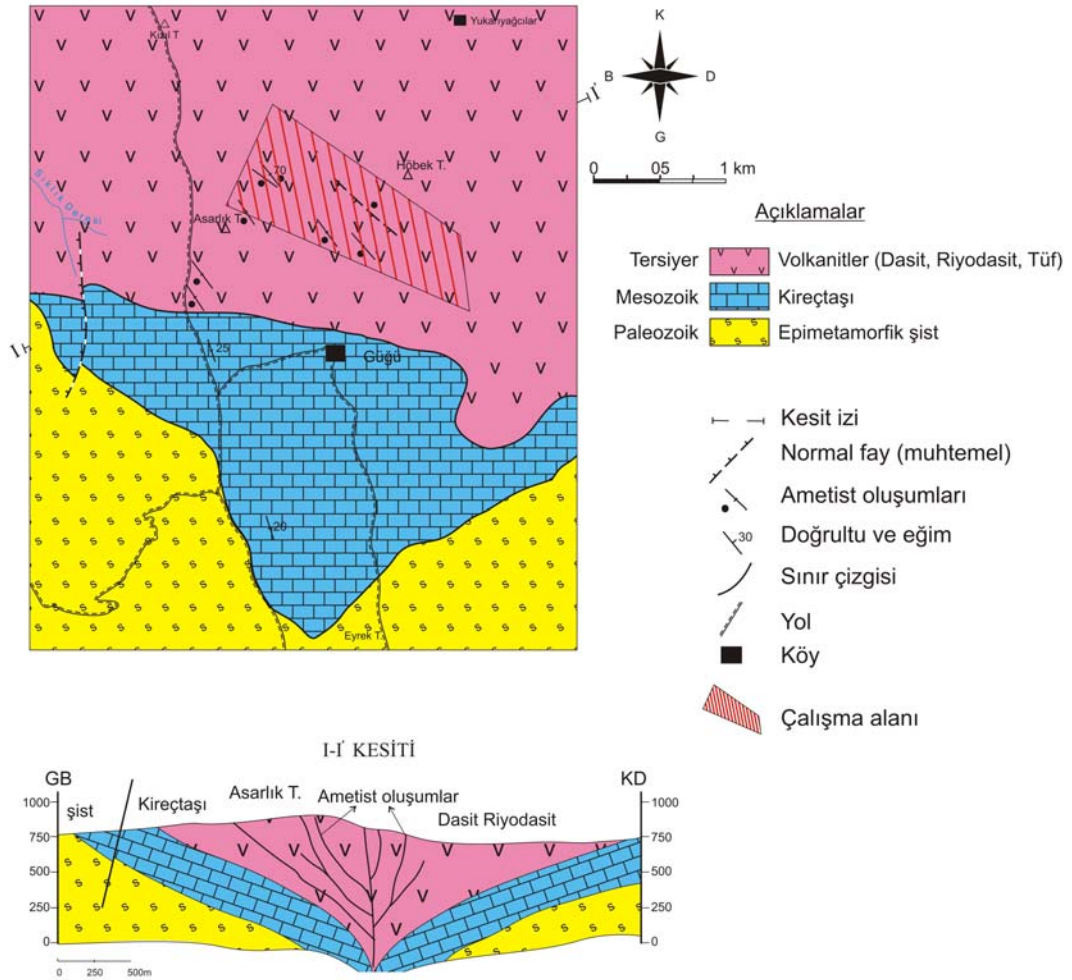 Kızıl T
Yukarıyağcılar
I'
K
B
D
G
0 05 1 km
70
Höbek T.
Sıklık Deresi
Asarlık T.
25
Güğü
I
20
Eyrek T.
Açıklamalar
Tersiyer Volkanitler (Dasit, Riyodasit, Tüf)
Mesozoik Kireçtaşı
Paleozoik Epimetamorfik şist
Kesit izi
Normal fay (muhtemel)
Ametist oluşumları
30 Doğrultu ve eğim
Sınır çizgisi
Yol
Köy
Çalışma alanı
I-I' KESİTİ
GB
KD
1000
750
500
250
0
şist
Kireçtaşı
Asarlık T.
Ametist oluşumlar
Dasit Riyodasit
1000
750
500
250
0
0 250 500m